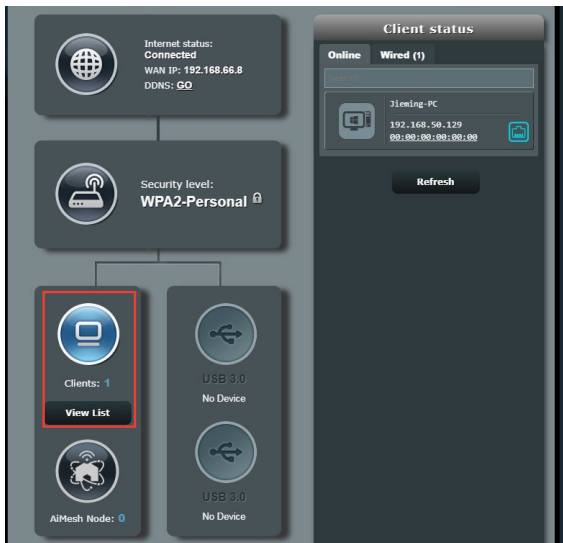 Internet status:
Connected
WAN IP: 192.168.66.8
DDNS: GO
Security level:
WPA2-Personal
Clients: 1
View List
AiMesh Node: 0
USB 3.0
No Device
USB 3.0
No Device
Client status
Online Wired (1)
Search
Jieming-PC
192.168.50.129
00:00:00:00:00:00
Refresh